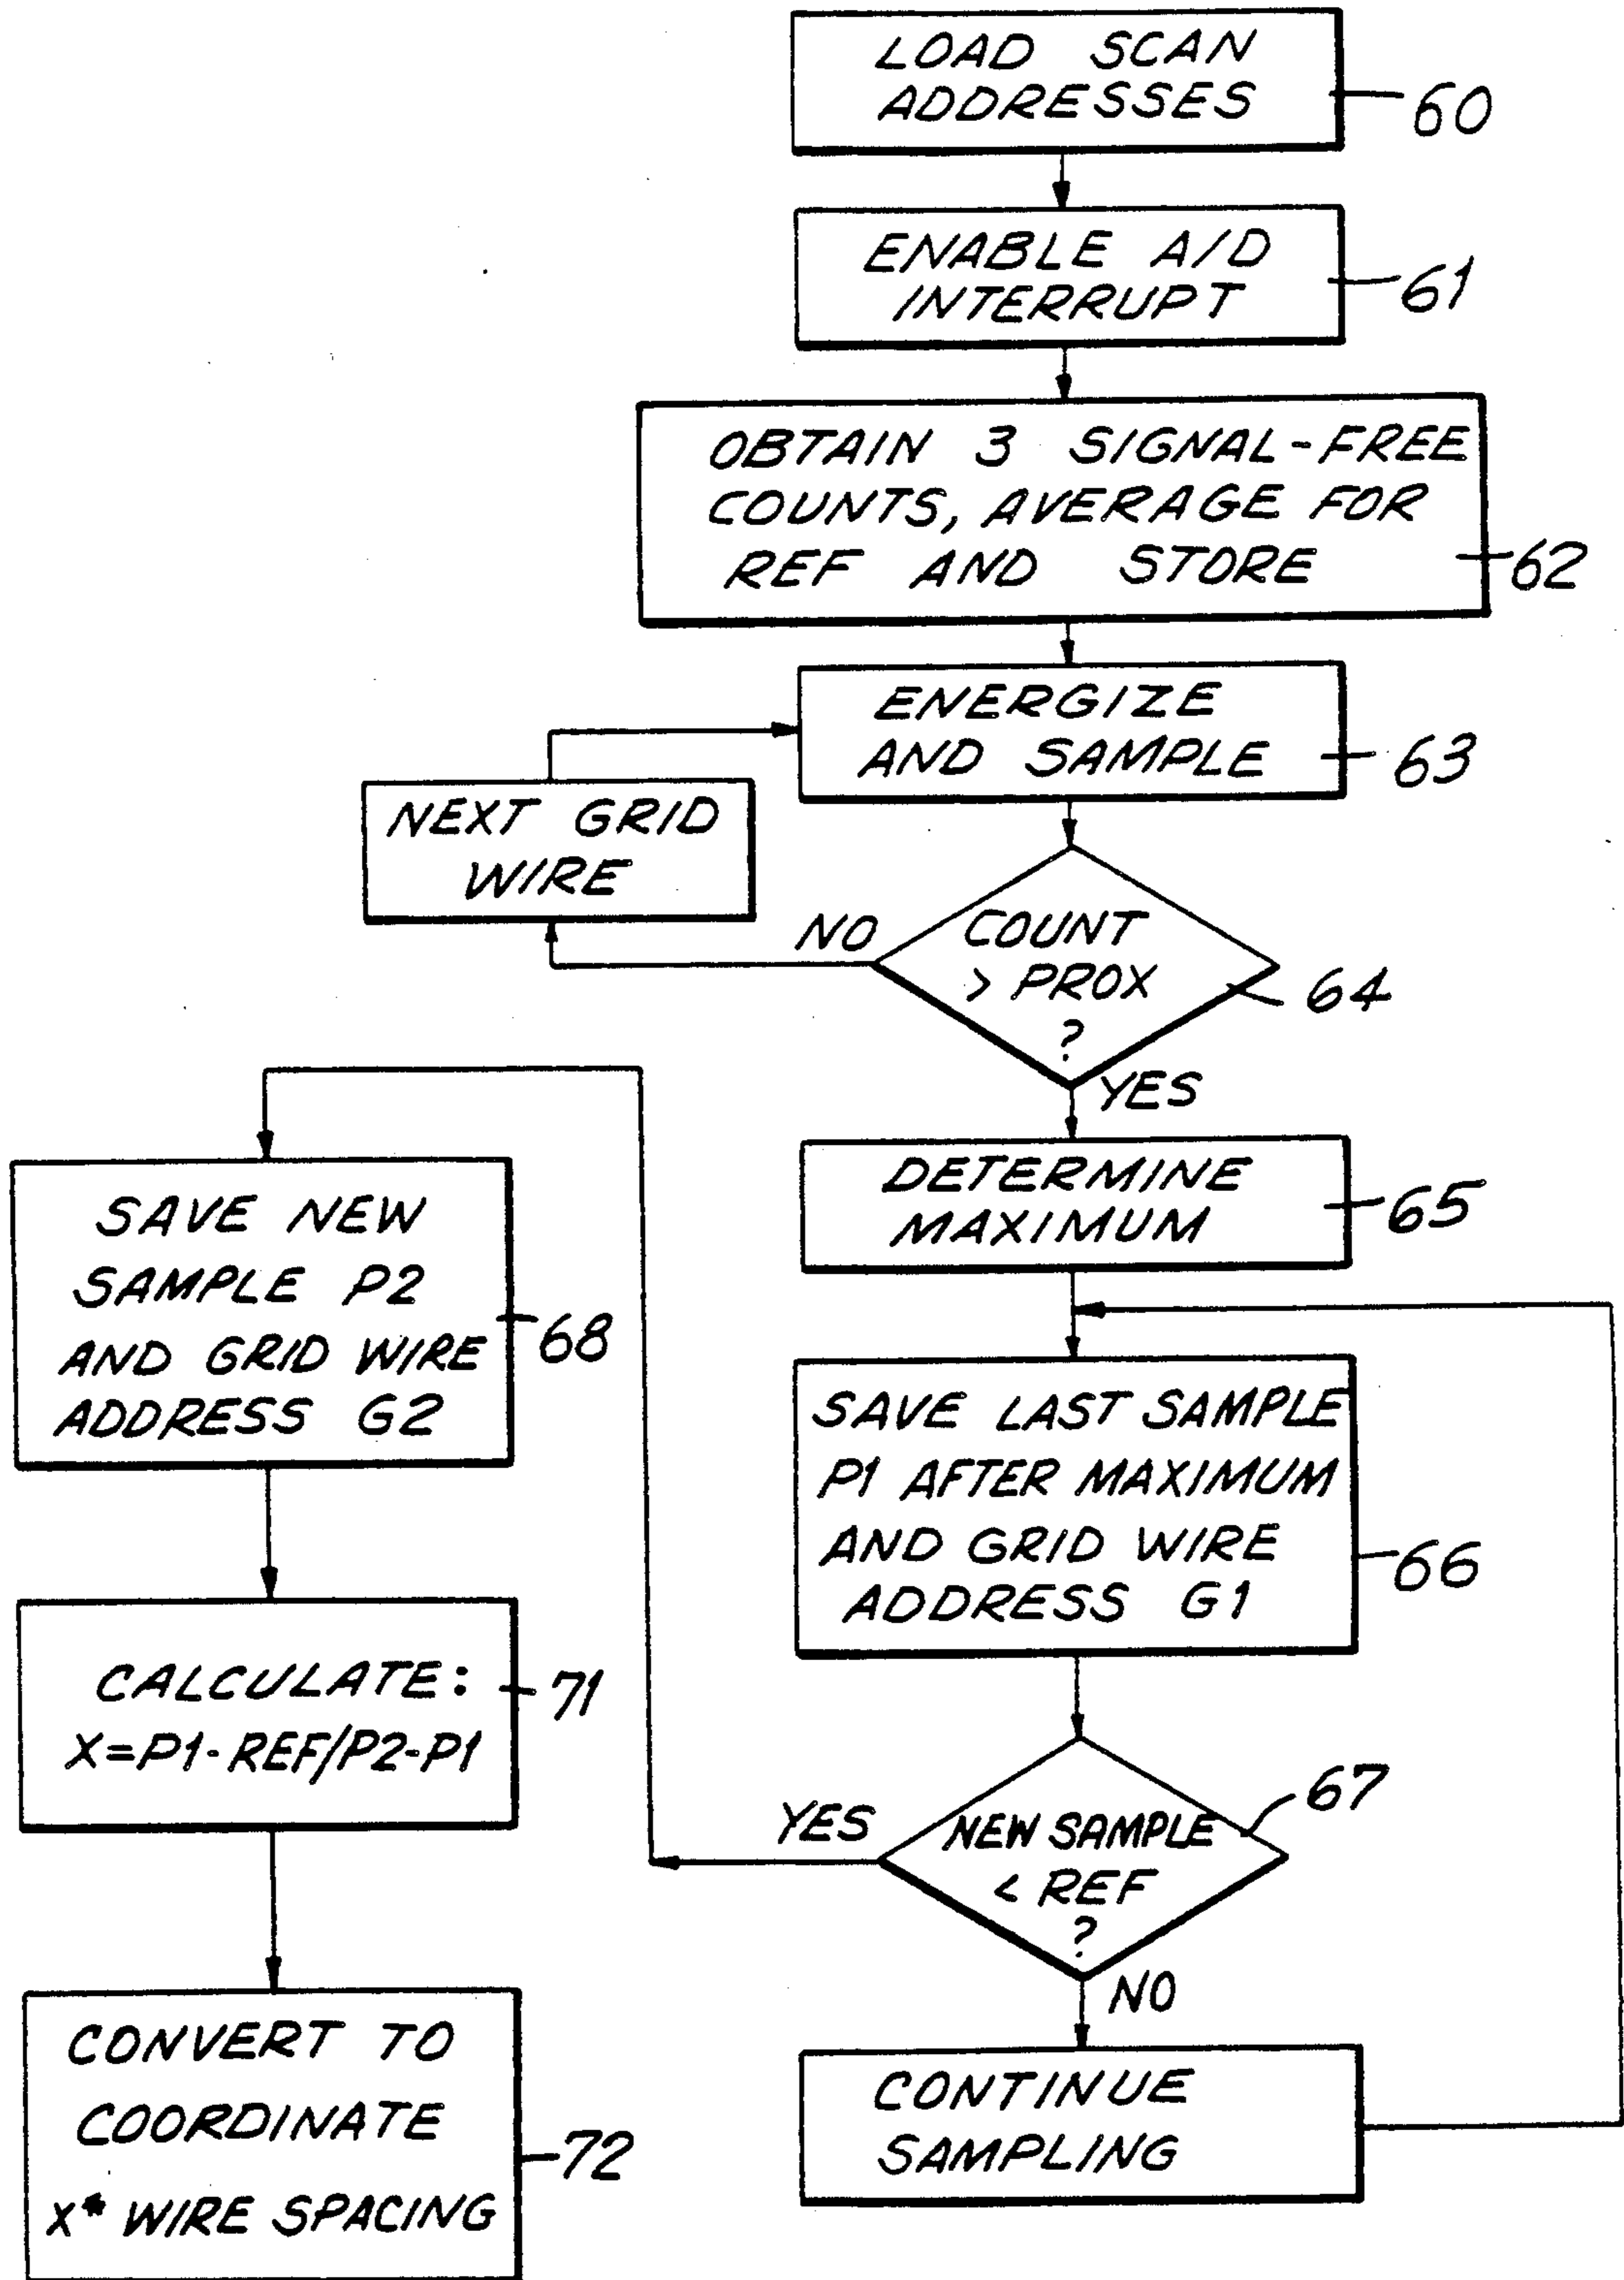 LOAD SCAN
ADDRESSES
60
ENABLE A/D
INTERRUPT
61
OBTAIN 3 SIGNAL-FREE
COUNTS, AVERAGE FOR
REF AND STORE
62
ENERGIZE
AND SAMPLE
63
NEXT GRID
WIRE
NO
COUNT
> PROX
?
64
YES
DETERMINE
MAXIMUM
65
SAVE NEW
SAMPLE P2
AND GRID WIRE
ADDRESS G2
68
SAVE LAST SAMPLE
P1 AFTER MAXIMUM
AND GRID WIRE
ADDRESS G1
66
CALCULATE:
X=P1-REF/P2-P1
71
YES
NEW SAMPLE
< REF
?
67
NO
CONVERT TO
COORDINATE
X* WIRE SPACING
72
CONTINUE
SAMPLING